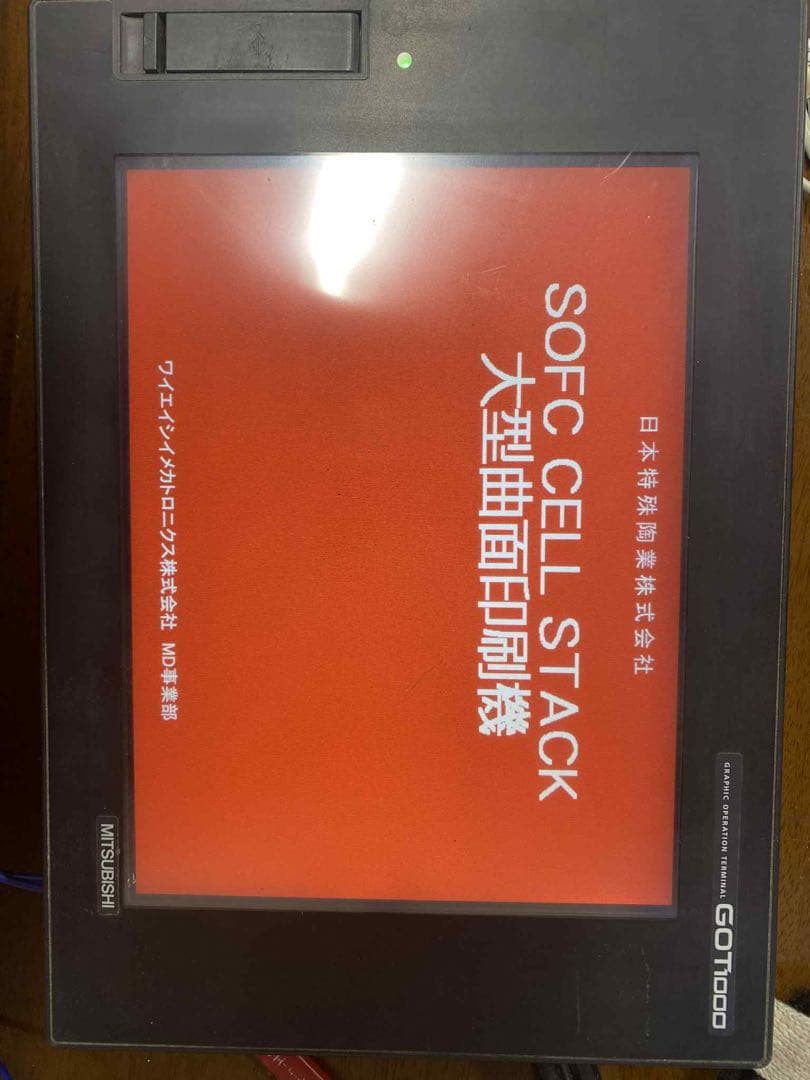 GRAPHIC OPERATION TERMINAL GOT1000
日本特殊陶業株式会社
SOFC CELL STACK
大型曲面印刷機
ワイエイシイメカトロニクス株式会社 MD事業部
MITSUBISHI